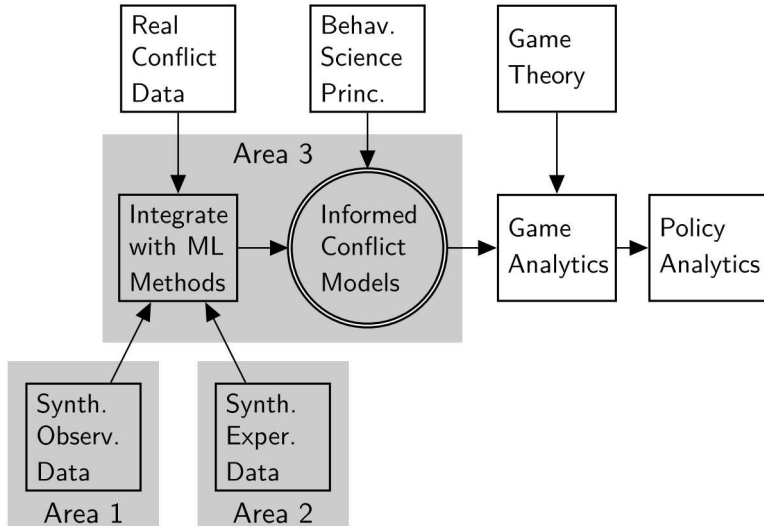 Real
Conflict
Data
Behav.
Science
Princ.
Game
Theory
Area 3
Integrate
with ML
Methods
Informed
Conflict
Models
Game
Analytics
Policy
Analytics
Synth.
Observ.
Data
Area 1
Synth.
Exper.
Data
Area 2